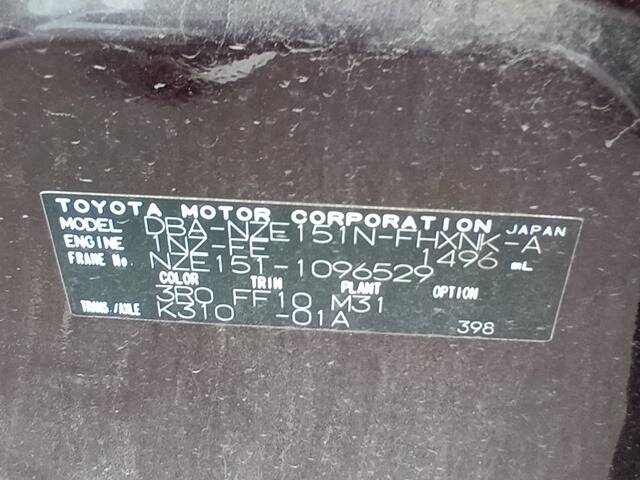 TOYOTA MOTOR CORPORATION JAPAN
MODEL DBA-NZE151N-FHXNK-A
ENGINE 1NZ-FE 1496 mL
FRAME No. NZE151-1096529
COLOR TRIM PLANT OPTION
3R0 FF10 M31
TRANS./AXLE K310 -01A 398